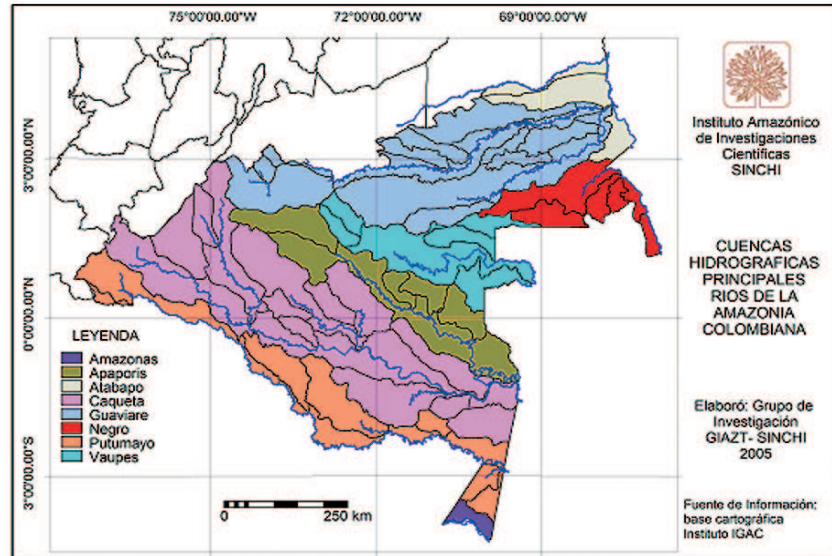 75°00'00.00"W
72°00'00.00"W
69°00'00.00"W
3°00'00.00"N
0°00'00.00"N
3°00'00.00"S
LEYENDA
Amazonas
Apaporis
Atabapo
Caqueta
Guaviare
Negro
Putumayo
Vaupes
0
250 km
Instituto Amazónico
de Investigaciones
Científicas
SINCHI
CUENCAS
HIDROGRAFICAS
PRINCIPALES
RIOS DE LA
AMAZONIA
COLOMBIANA
Elaboró: Grupo de
Investigación
GIAZT- SINCHI
2005
Fuente de Información:
base cartográfica
Instituto IGAC